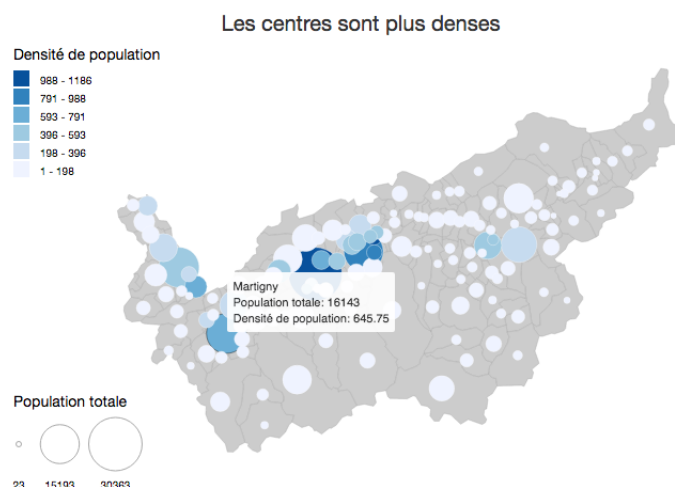 Les centres sont plus denses
Densité de population
988 - 1186
791 - 988
593 - 791
396 - 593
198 - 396
1 - 198
Martigny
Population totale: 16143
Densité de population: 645.75
Population totale
23 15193 30363